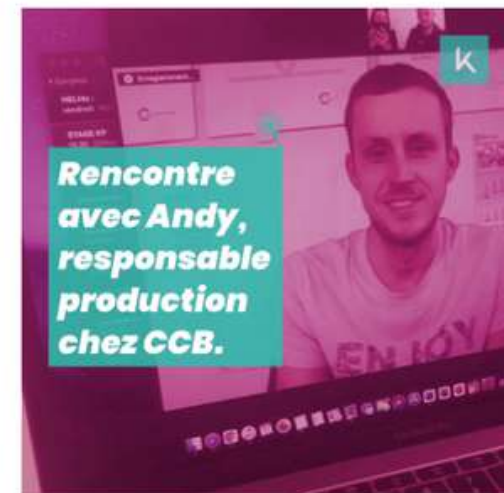 k
Rencontre
avec Andy,
responsable
production
chez CCB.
ENJOY